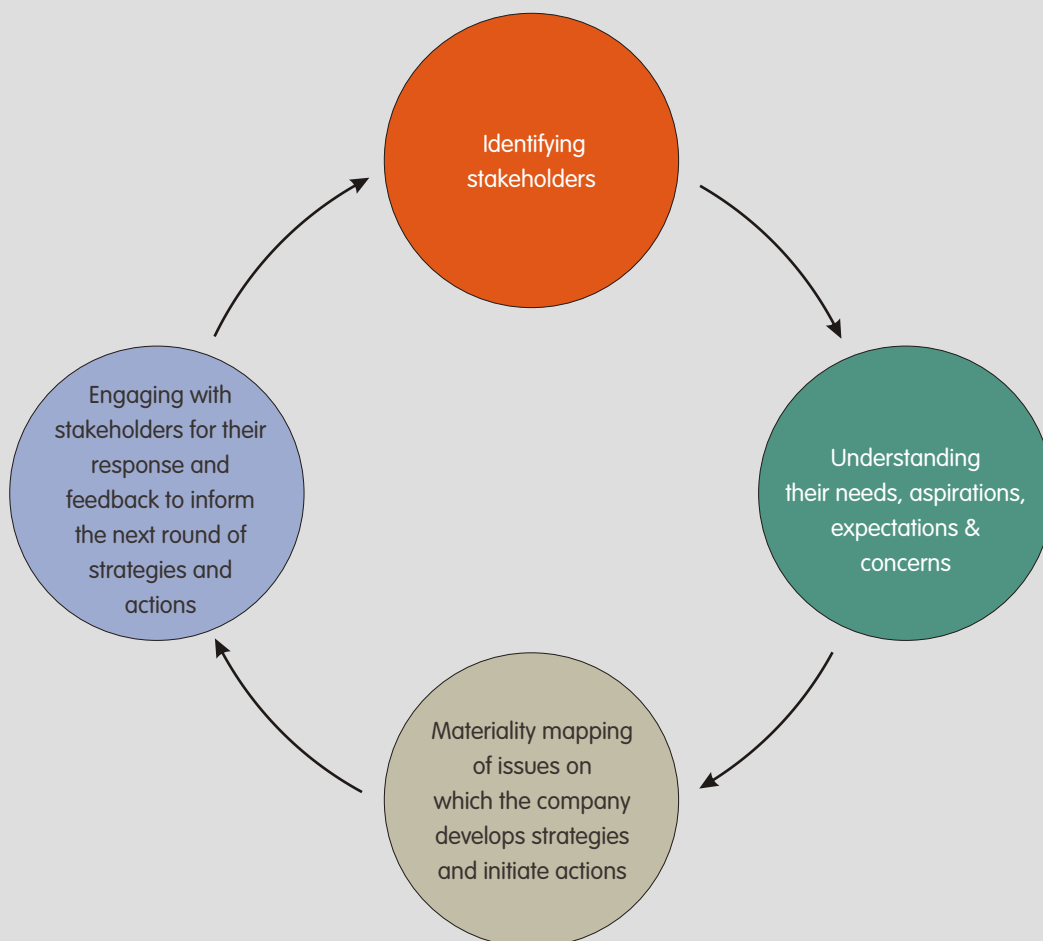 Identifying
stakeholders
Understanding
their needs, aspirations,
expectations &
concerns
Materiality mapping
of issues on
which the company
develops strategies
and initiate actions
Engaging with
stakeholders for their
response and
feedback to inform
the next round of
strategies and
actions